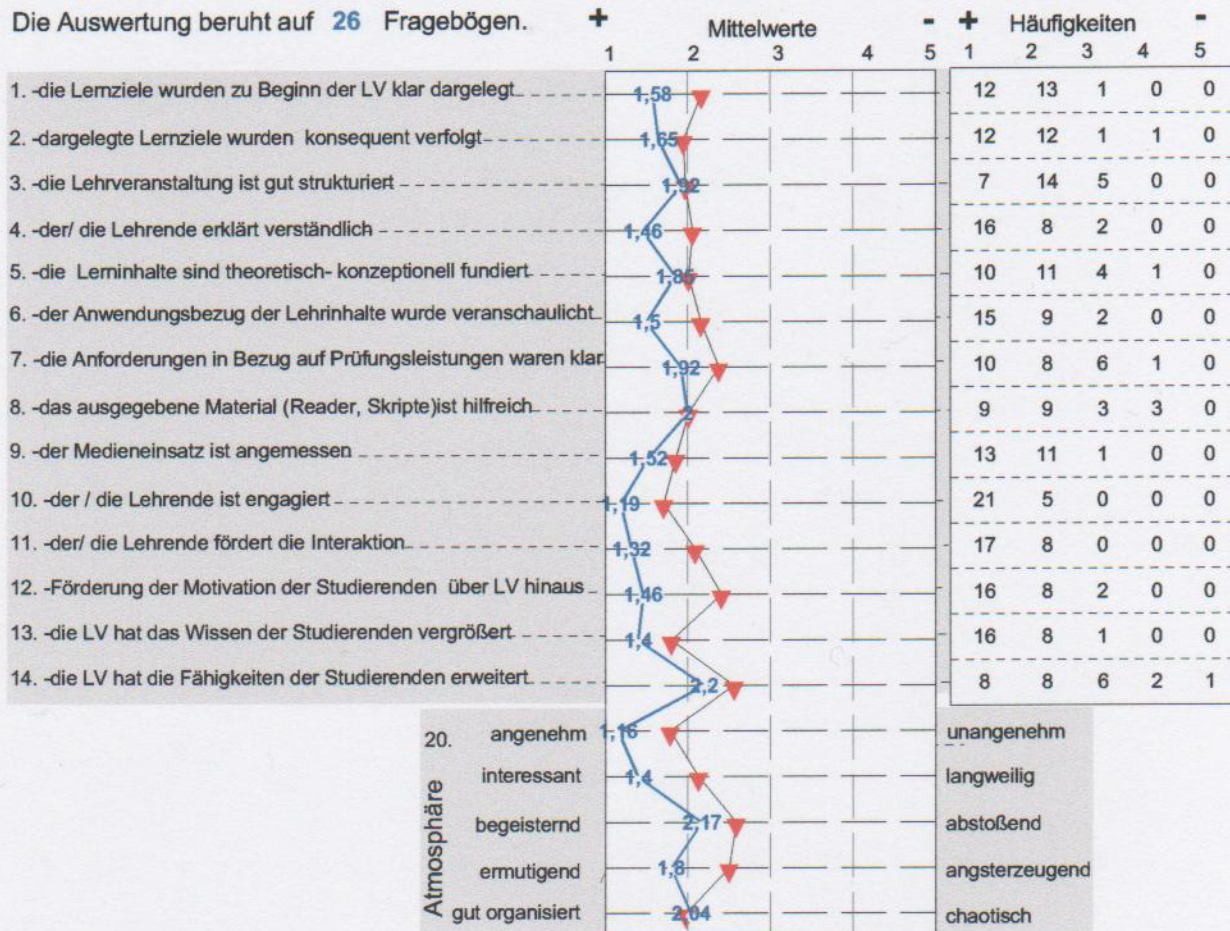 Die Auswertung beruht auf 26 Fragebögen.
+ Mittelwerte - + Häufigkeiten -
1 2 3 4 5 1 2 3 4 5
1. -die Lernziele wurden zu Beginn der LV klar dargelegt 1,58 12 13 1 0 0
2. -dargelegte Lernziele wurden konsequent verfolgt 1,65 12 12 1 1 0
3. -die Lehrveranstaltung ist gut strukturiert 1,92 7 14 5 0 0
4. -der/ die Lehrende erklärt verständlich 1,46 16 8 2 0 0
5. -die Lerninhalte sind theoretisch- konzeptionell fundiert 1,85 10 11 4 1 0
6. -der Anwendungsbezug der Lehrinhalte wurde veranschaulicht 1,5 15 9 2 0 0
7. -die Anforderungen in Bezug auf Prüfungsleistungen waren klar 1,92 10 8 6 1 0
8. -das ausgegebene Material (Reader, Skripte)ist hilfreich 2 9 9 3 3 0
9. -der Medieneinsatz ist angemessen 1,52 13 11 1 0 0
10. -der / die Lehrende ist engagiert 1,19 21 5 0 0 0
11. -der/ die Lehrende fördert die Interaktion 1,32 17 8 0 0 0
12. -Förderung der Motivation der Studierenden über LV hinaus 1,46 16 8 2 0 0
13. -die LV hat das Wissen der Studierenden vergrößert 1,4 16 8 1 0 0
14. -die LV hat die Fähigkeiten der Studierenden erweitert 2,2 8 8 6 2 1
20. angenehm 1,16 unangenehm
interessant 1,4 langweilig
begeisternd 2,17 abstoßend
ermutigend 1,8 angsterzeugend
gut organisiert 2,04 chaotisch
Atmosphäre